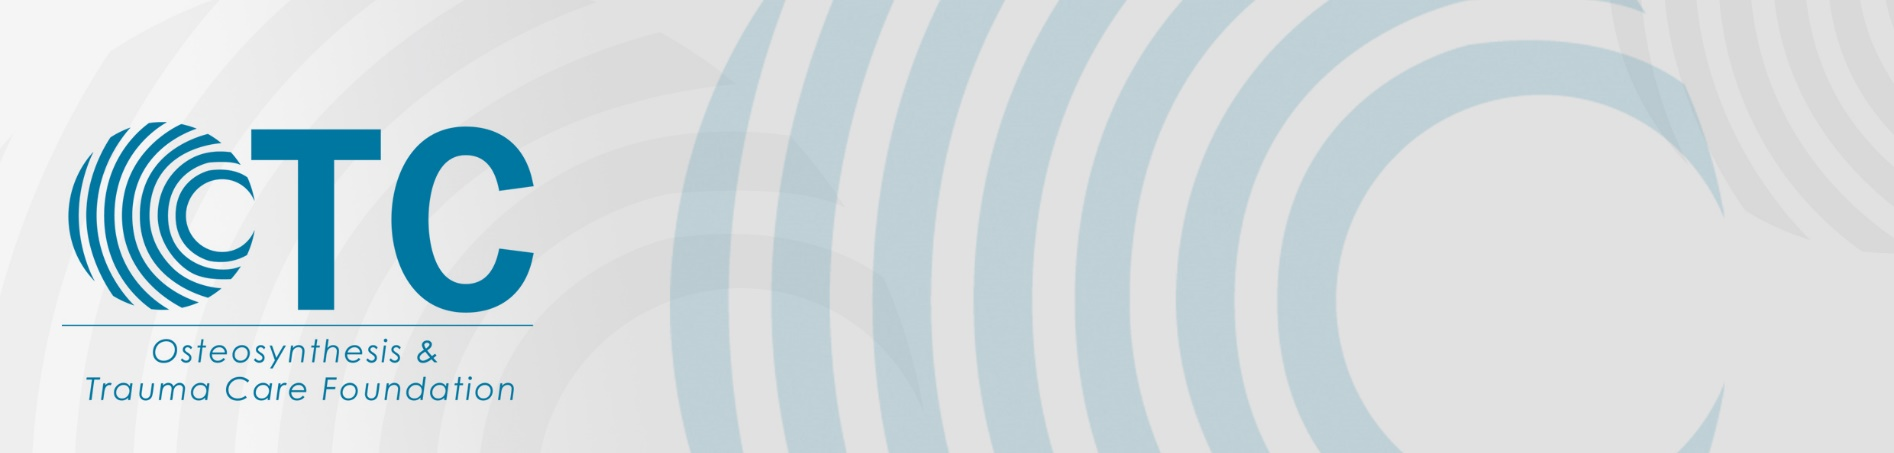 OTC
Osteosynthesis &
Trauma Care Foundation